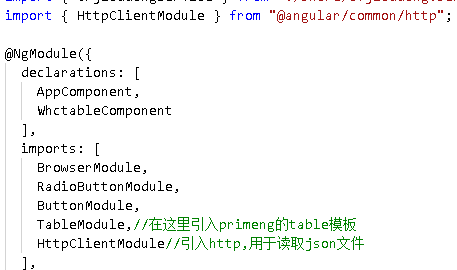 import { HttpClientModule } from "@angular/common/http";
@NgModule({
declarations: [
AppComponent,
WhctableComponent
],
imports: [
BrowserModule,
RadioButtonModule,
ButtonModule,
TableModule,//在这里引入primeng的table模板
HttpClientModule//引入http,用于读取json文件
],